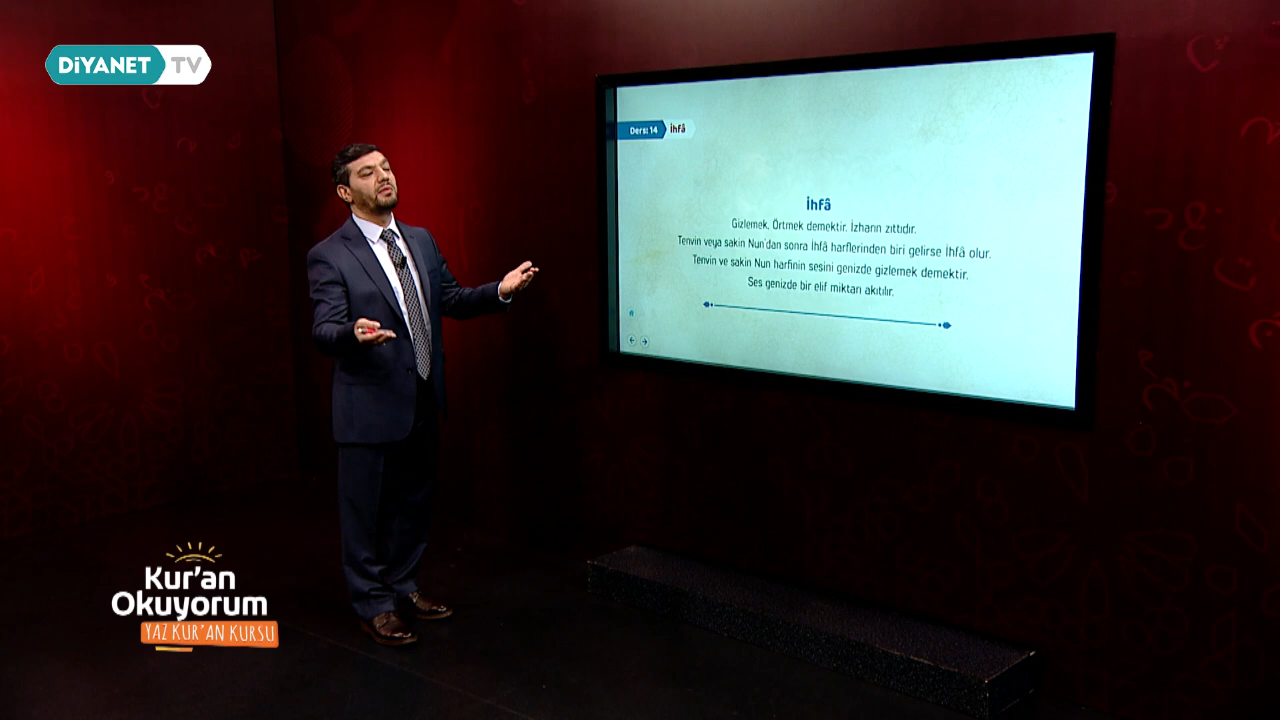 DİYANET TV
Ders: 14 İhfâ
İhfâ
Gizlemek, Örtmek demektir. İzharın zıttıdır.
Tenvin veya sakin Nun'dan sonra İhfâ harflerinden biri gelirse İhfâ olur.
Tenvin ve sakin Nun harfinin sesini genizde gizlemek demektir.
Ses genizde bir elif miktarı akıtılır.
Kur'an
Okuyorum
YAZ KUR'AN KURSU